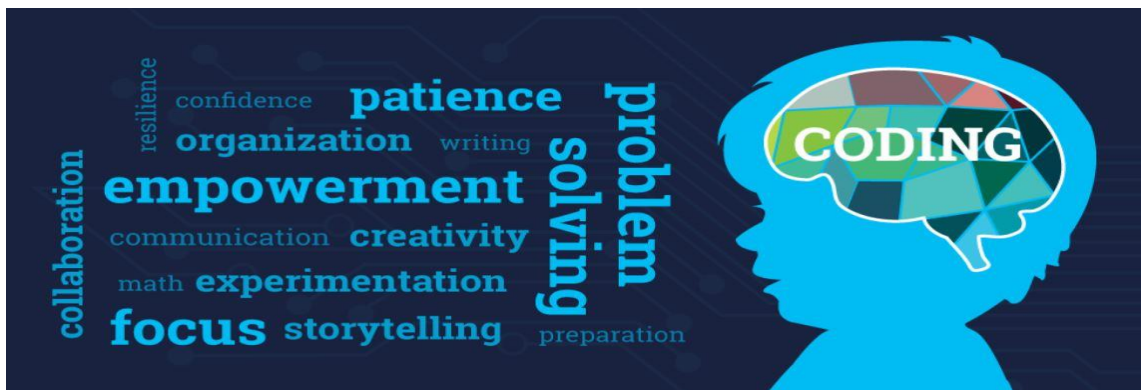 resilience
confidence
patience
organization
writing
collaboration
empowerment
communication
creativity
math
experimentation
focus
storytelling
preparation
problem
solving
CODING